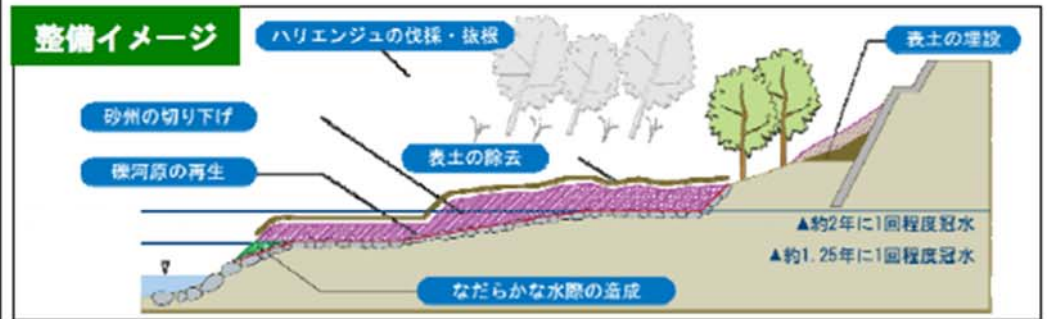 整備イメージ
ハリエンジュの伐採・抜根
表土の埋設
砂州の切り下げ
表土の除去
礫河原の再生
▲約2年に1回程度冠水
▲約1.25年に1回程度冠水
なだらかな水際の造成